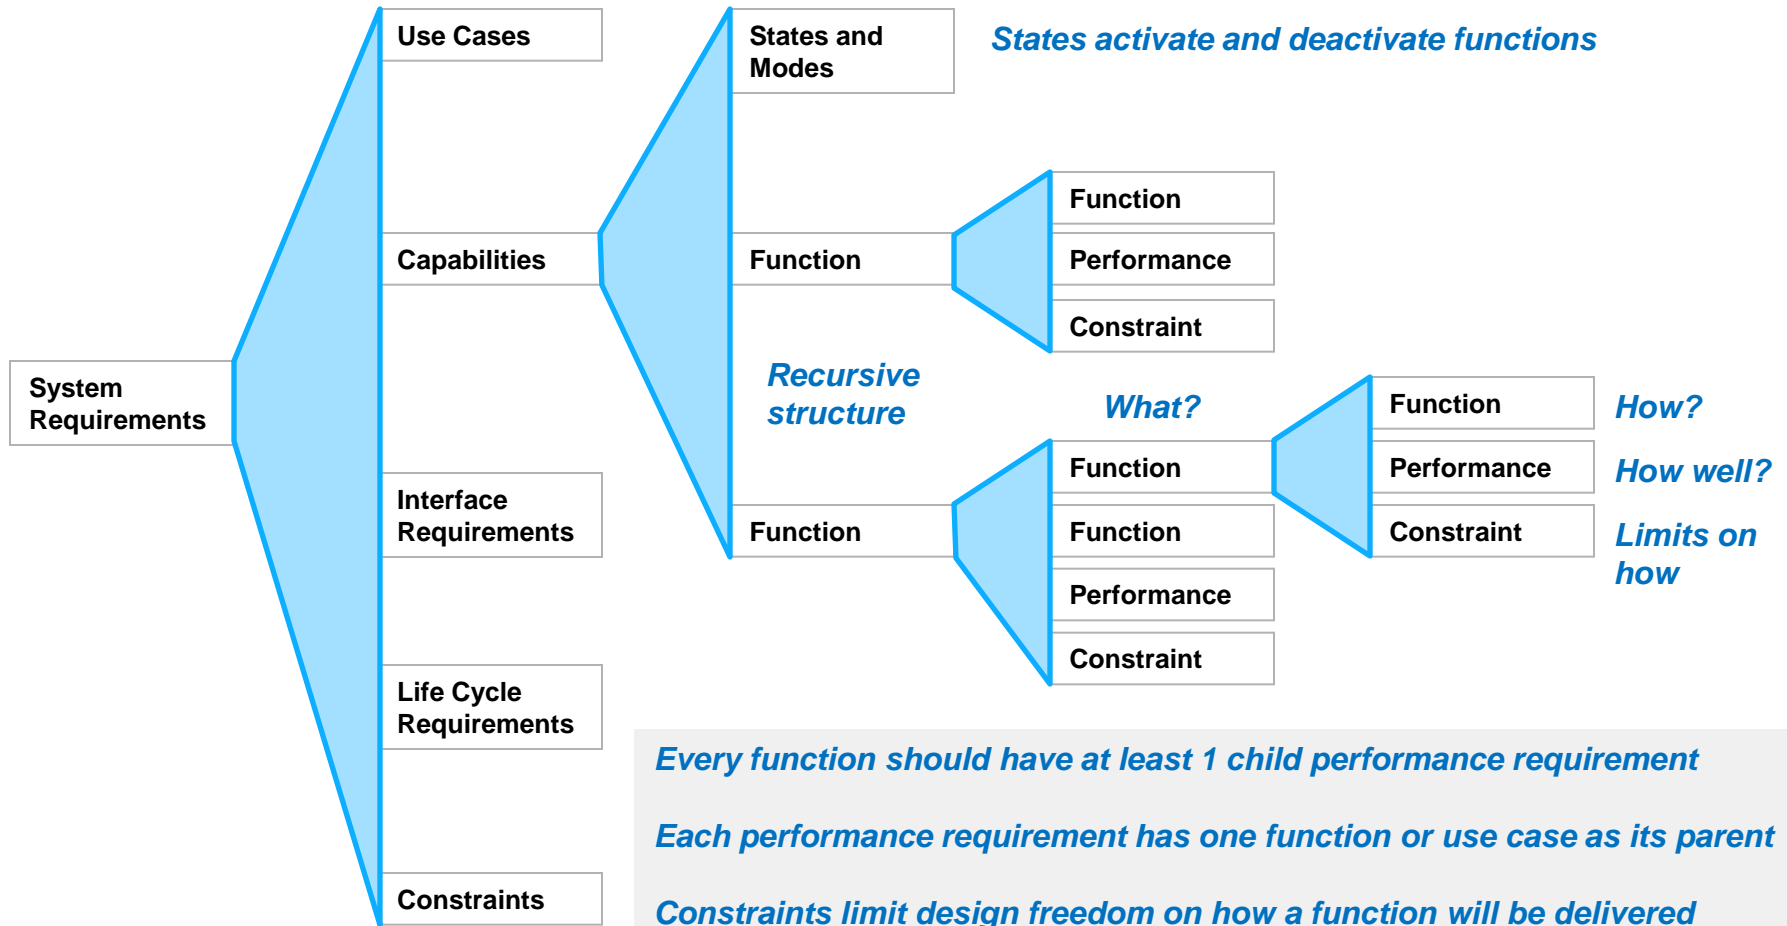 Use Cases
States and
Modes
States activate and deactivate functions
Function
Capabilities
Function
Performance
Constraint
System
Requirements
Recursive
structure
What?
Function
How?
Function
Performance
How well?
Interface
Requirements
Function
Function
Constraint
Limits on
how
Performance
Constraint
Life Cycle
Requirements
Every function should have at least 1 child performance requirement
Each performance requirement has one function or use case as its parent
Constraints
Constraints limit design freedom on how a function will be delivered